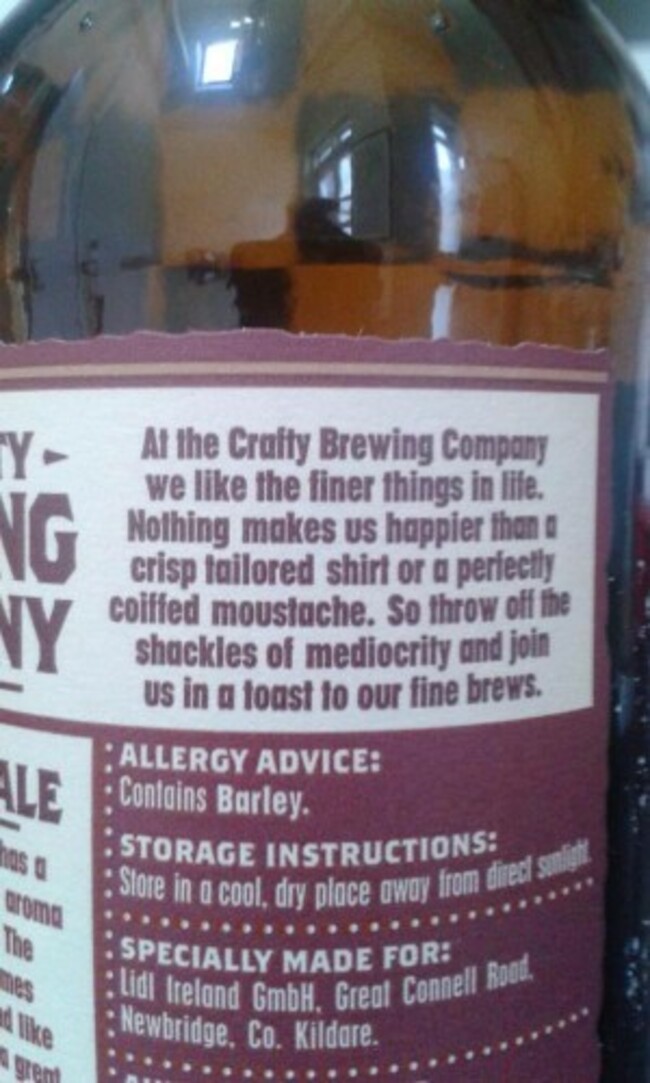 At the Crafty Brewing Company
we like the finer things in life.
Nothing makes us happier than a
crisp tailored shirt or a perfectly
coiffed moustache. So throw off the
shackles of mediocrity and join
us in a toast to our fine brews.
TY
NG
NY
ALE
has a
aroma
The
mes
nd like
a great
ALLERGY ADVICE:
Contains Barley.
STORAGE INSTRUCTIONS:
Store in a cool, dry place away from direct sunlight.
SPECIALLY MADE FOR:
Lidl Ireland GmbH, Great Connell Road,
Newbridge, Co. Kildare.